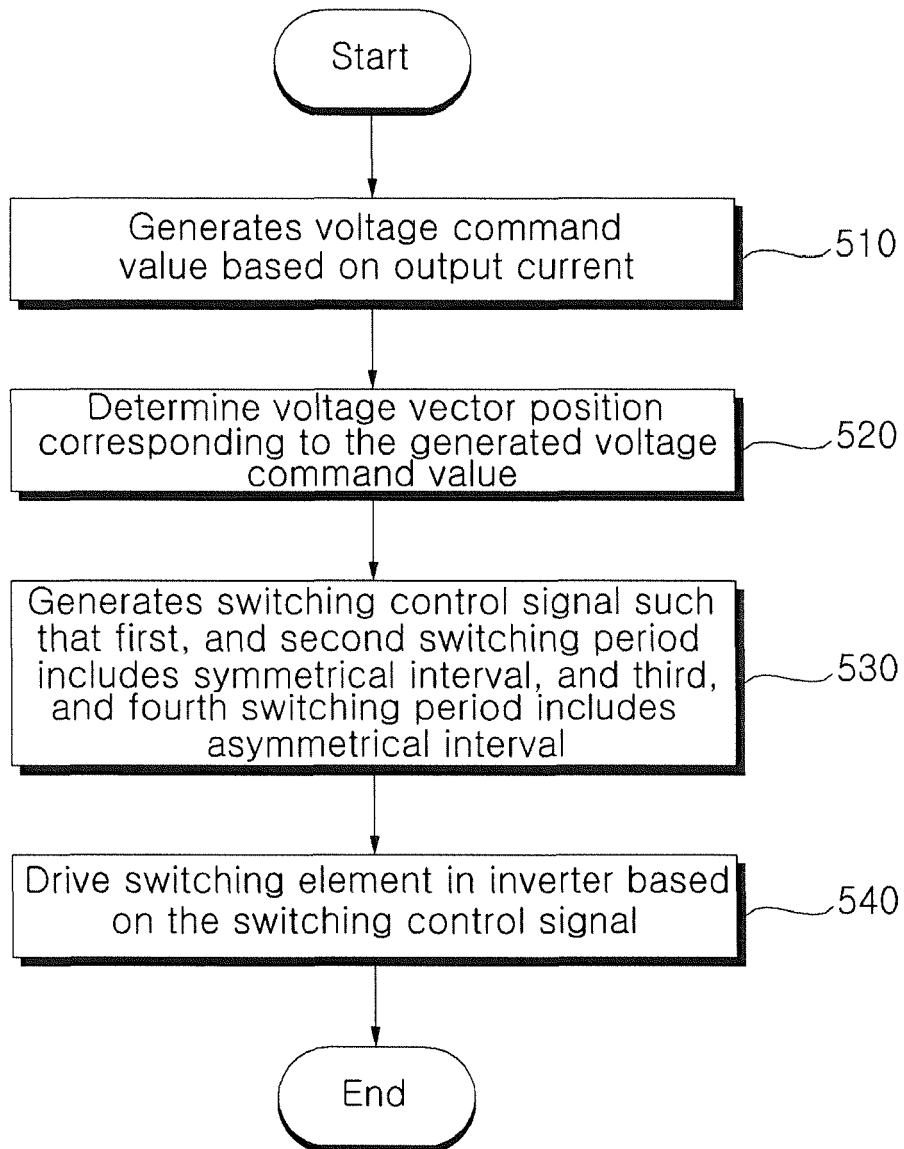 Start
Generates voltage command
value based on output current
510
Determine voltage vector position
corresponding to the generated voltage
command value
520
Generates switching control signal such
that first, and second switching period
includes symmetrical interval, and third,
and fourth switching period includes
asymmetrical interval
530
Drive switching element in inverter based
on the switching control signal
540
End